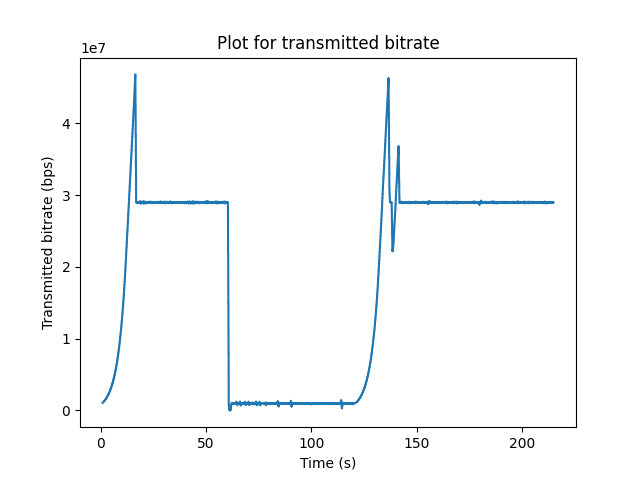 Plot for transmitted bitrate
1e7
4
3
2
1
0
Transmitted bitrate (bps)
0 50 100 150 200
Time (s)